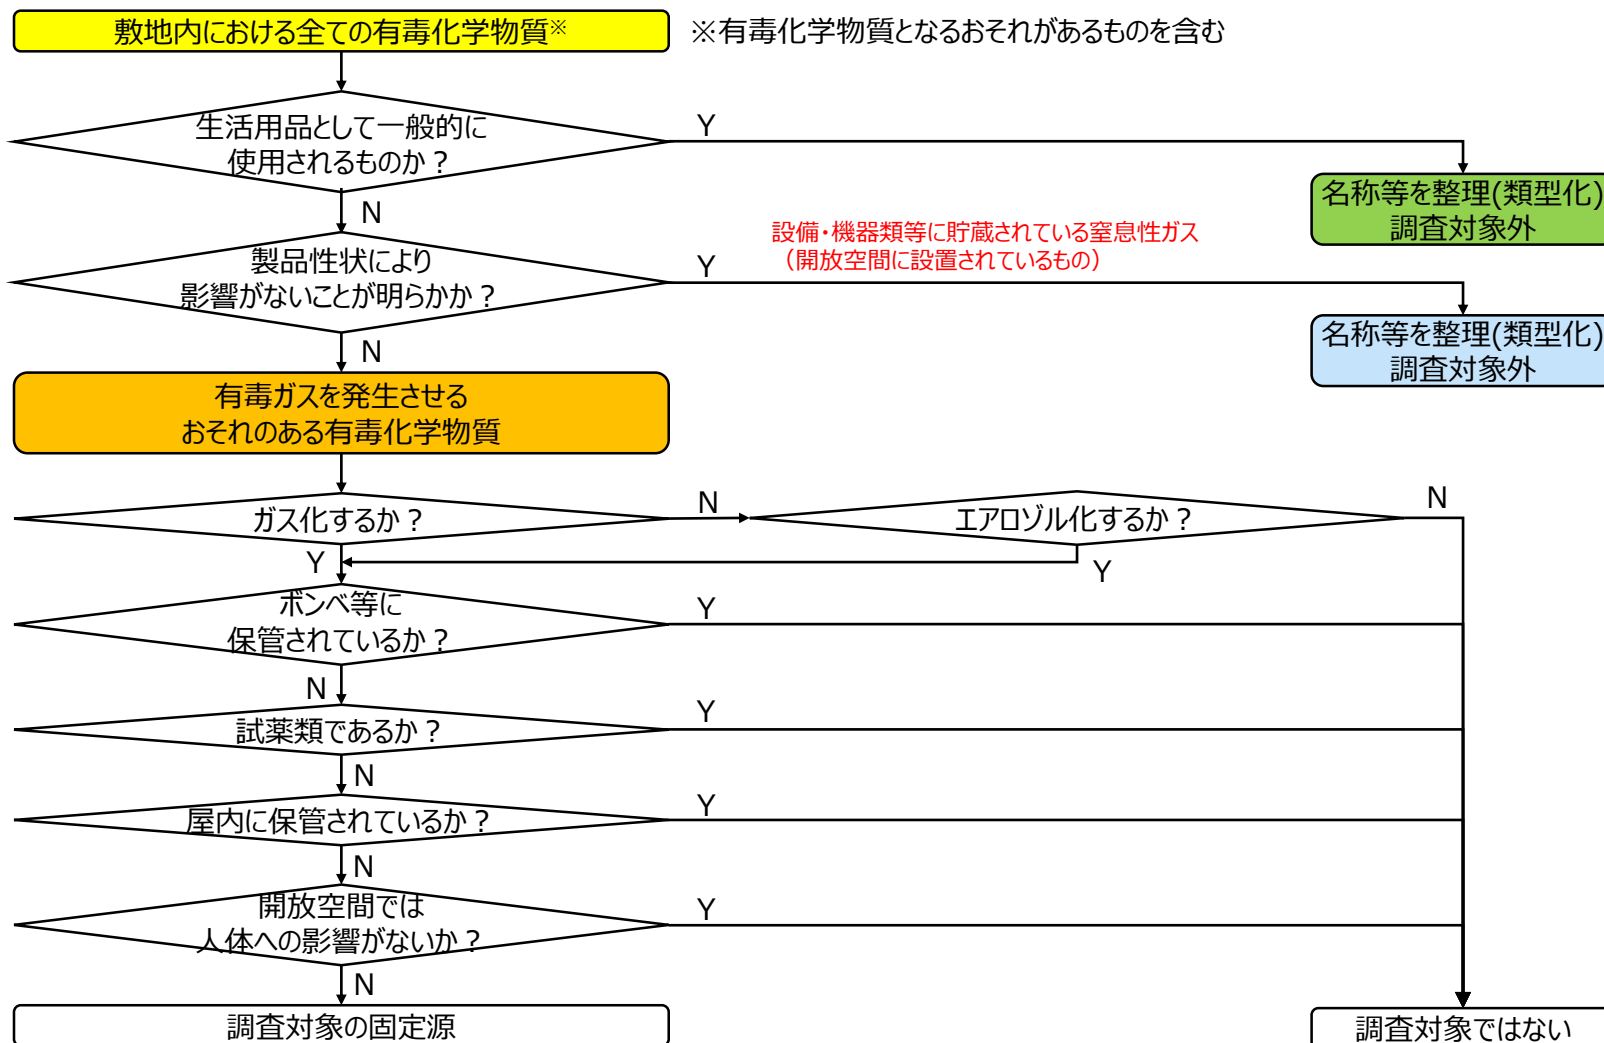 敷地内における全ての有毒化学物質※
※有毒化学物質となるおそれがあるものを含む
生活用品として一般的に
使用されるものか？
Y
名称等を整理(類型化)
調査対象外
N
設備・機器類等に貯蔵されている窒息性ガス
（開放空間に設置されているもの）
製品性状により
影響がないことが明らかか？
Y
名称等を整理(類型化)
調査対象外
N
有毒ガスを発生させる
おそれのある有毒化学物質
ガス化するか？
N
エアロゾル化するか？
N
Y
Y
ボンベ等に
保管されているか？
Y
N
試薬類であるか？
Y
N
屋内に保管されているか？
Y
N
開放空間では
人体への影響がないか？
Y
N
調査対象の固定源
調査対象ではない